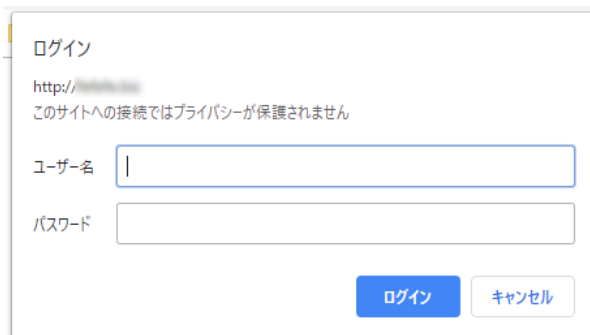 ログイン
http://
このサイトへの接続ではプライバシーが保護されません
ユーザー名
パスワード
ログイン
キャンセル